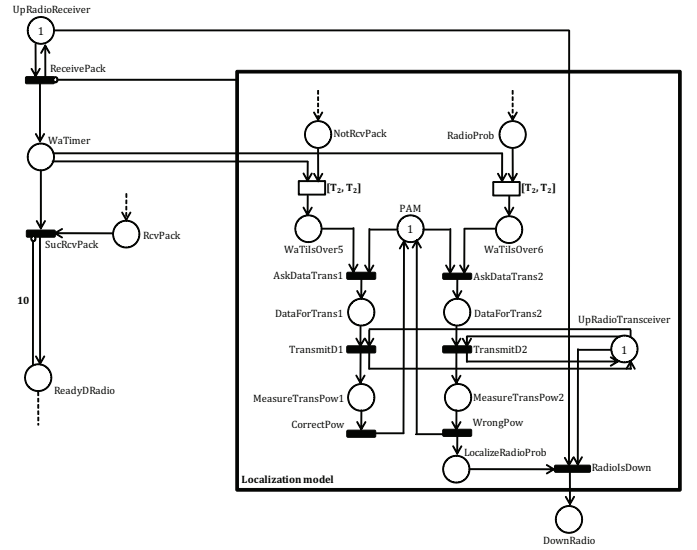 UpRadioReceiver
1
ReceivePack
NotRcvPack
RadioProb
WaTimer
[T₂, T₂]
[T₂, T₂]
PAM
1
RcvPack
SucRcvPack
WaTilsOver5
WaTilsOver6
AskDataTrans1
AskDataTrans2
10
DataForTrans1
DataForTrans2
UpRadioTransceiver
TransmitD1
TransmitD2
1
ReadyDRadio
MeasureTransPow1
MeasureTransPow2
CorrectPow
WrongPow
LocalizeRadioProb
RadioIsDown
Localization model
DownRadio